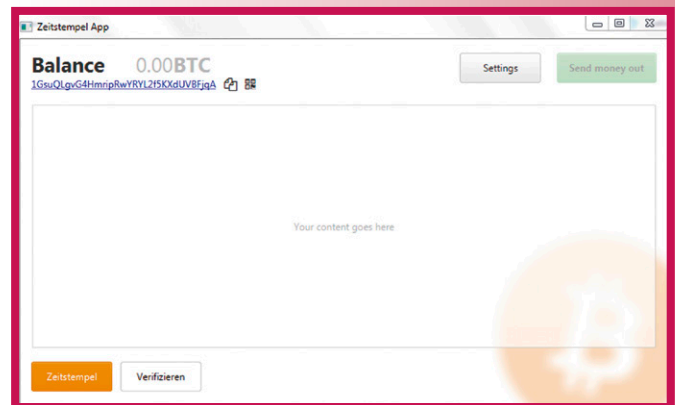 Zeitstempel App
Balance 0.00BTC
Settings
Send money out
1GsuQLgvG4HmripRwYRYL2f5KXdUV8FjqA
Your content goes here
Zeitstempel
Verifizieren